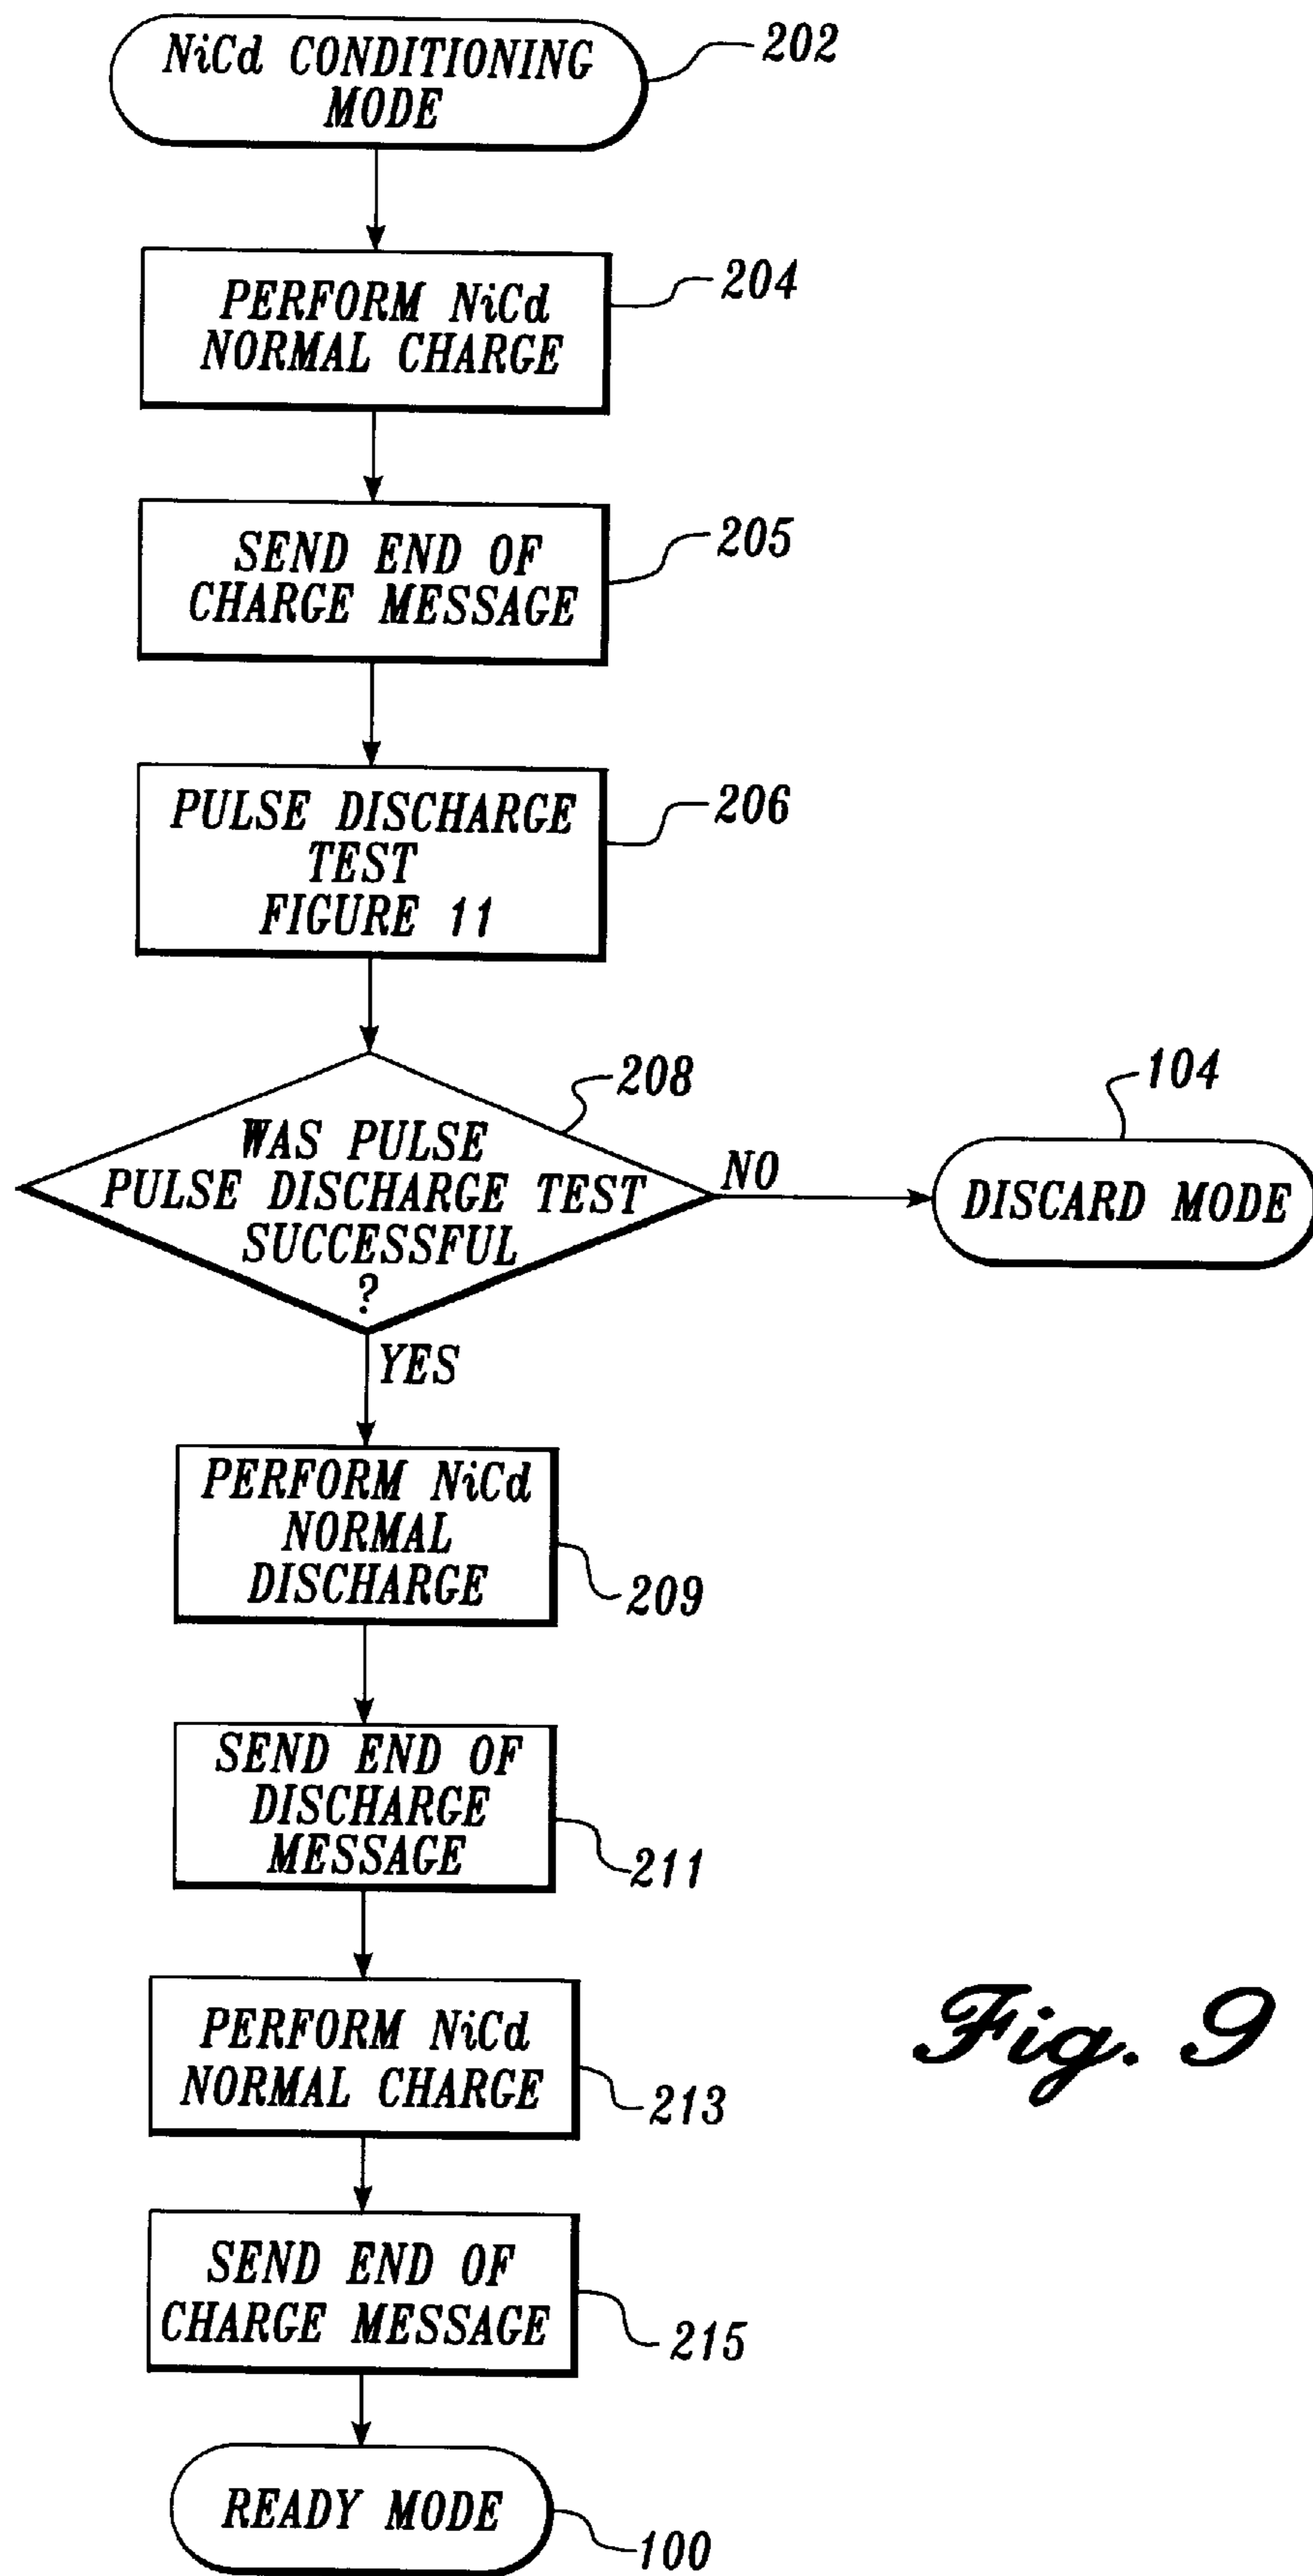 NiCd CONDITIONING
MODE
202
PERFORM NiCd
NORMAL CHARGE
204
SEND END OF
CHARGE MESSAGE
205
PULSE DISCHARGE
TEST
FIGURE 11
206
WAS PULSE
PULSE DISCHARGE TEST
SUCCESSFUL
?
208
NO
104
DISCARD MODE
YES
PERFORM NiCd
NORMAL
DISCHARGE
209
SEND END OF
DISCHARGE
MESSAGE
211
PERFORM NiCd
NORMAL CHARGE
213
Fig. 9
SEND END OF
CHARGE MESSAGE
215
READY MODE
100